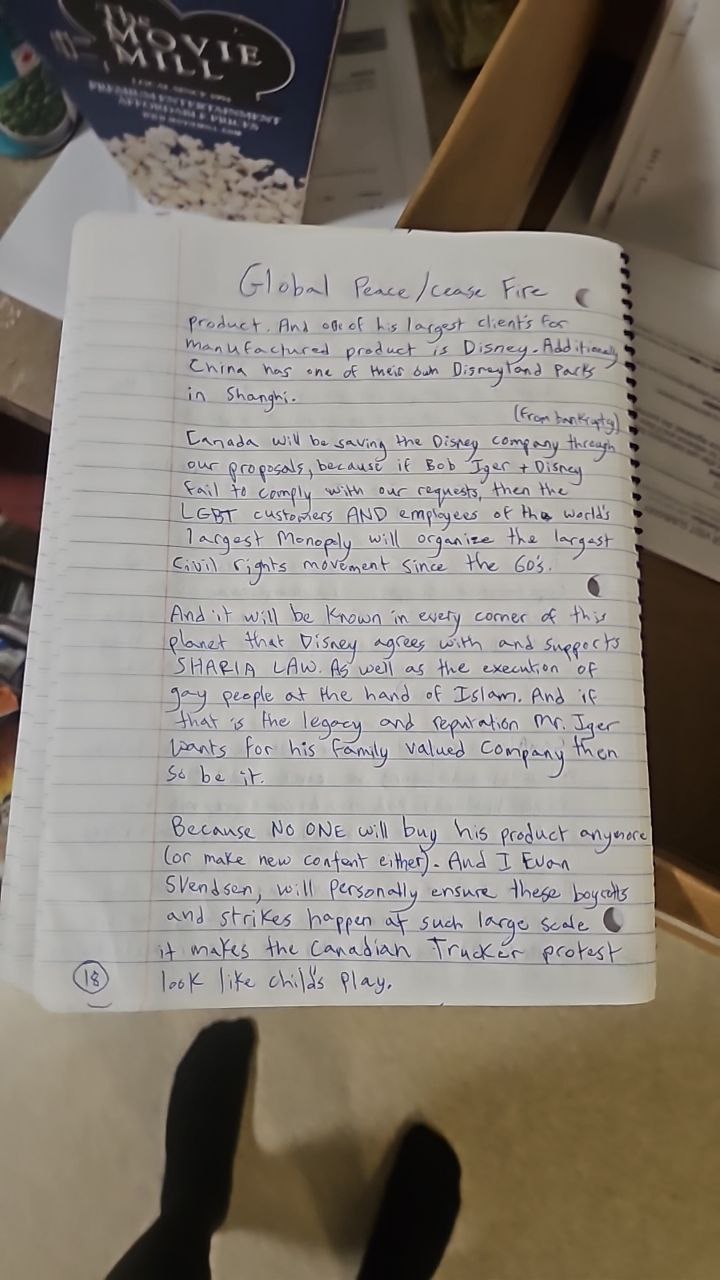 The
MOVIE
MILL
LOCAL SINCE
PREMIUM ENTERTAINMENT
AFFORDABLE PRICES
Global Peace/cease Fire
product. And one of his largest client's for
manufactured product is Disney. Additionally
China has one of their own Disneyland Parks
in Shanghi.
(from bankruptcy)
Canada will be saving the Disney company through
our proposals, because if Bob Iger + Disney
fail to comply with our requests, then the
LGBT customers AND employees of the world's
largest Monopoly will organize the largest
Civil rights movement since the 60's.
And it will be known in every corner of this
planet that Disney agrees with and supports
SHARIA LAW. As well as the execution of
gay people at the hand of Islam. And if
that is the legacy and reputation Mr. Iger
wants for his family valued company then
so be it.
Because NO ONE will buy his product anymore
(or make new content either). And I Evan
Svendsen, will personally ensure these boycotts
and strikes happen at such large scale
it makes the Canadian Trucker protest
look like child's play.
18